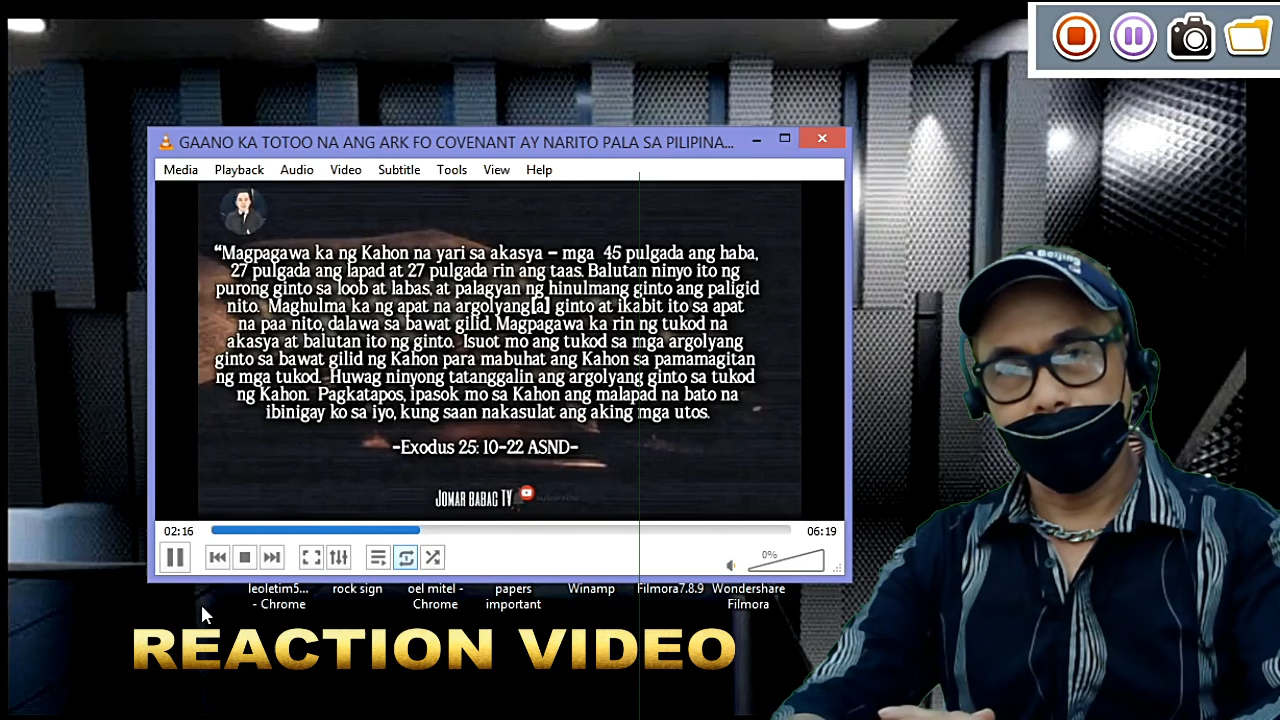 GAANO KA TOTOO NA ANG ARK FO COVENANT AY NARITO PALA SA PILIPINA...
Media Playback Audio Video Subtitle Tools View Help
“Magpagawa ka ng Kahon na yari sa akasya – mga 45 pulgada ang haba,
27 pulgada ang lapad at 27 pulgada rin ang taas. Balutan ninyo ito ng
purong ginto sa loob at labas, at palagyan ng hinulmang ginto ang paligid
nito. Maghulma ka ng apat na argolyang[a] ginto at ikabit ito sa apat
na paa nito, dalawa sa bawat gilid. Magpagawa ka rin ng tukod na
akasya at balutan ito ng ginto. Isuot mo ang tukod sa mga argolyang
ginto sa bawat gilid ng Kahon para mabuhat ang Kahon sa pamamagitan
ng mga tukod. Huwag ninyong tatanggalin ang argolyang ginto sa tukod
ng Kahon. Pagkatapos, ipasok mo sa Kahon ang malapad na bato na
ibinigay ko sa iyo, kung saan nakasulat ang aking mga utos.
-Exodus 25: 10-22 ASND-
JOMAR BABAG TV
02:16 06:19
0%
leoletim5... rock sign oel mitel - papers Winamp Filmora7.8.9 Wondershare
- Chrome Chrome important Filmora
REACTION VIDEO